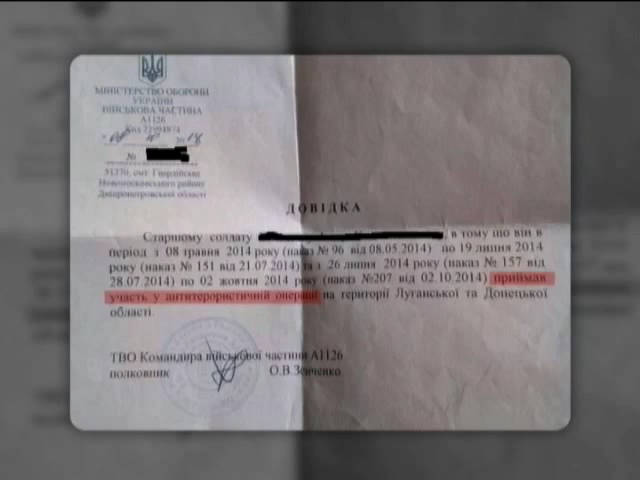 МІНІСТЕРСТВО ОБОРОНИ
УКРАЇНИ
ВІЙСЬКОВА ЧАСТИНА
А1126
Код 22994874
№
51270, смт. Гвардійське
Новомосковського району
Дніпропетровської області
ДОВІДКА
Старшому солдату в тому що він в
період з 08 травня 2014 року (наказ № 96 від 08.05.2014) по 19 липня 2014
року (наказ № 151 від 21.07.2014) та з 26 липня 2014 року (наказ № 157 від
28.07.2014) по 02 жовтня 2014 року (наказ №207 від 02.10.2014) приймав
участь у антитерористичній операції на території Луганської та Донецької
області.
ТВО Командира військової частини А1126
полковник О.В.Зенченко